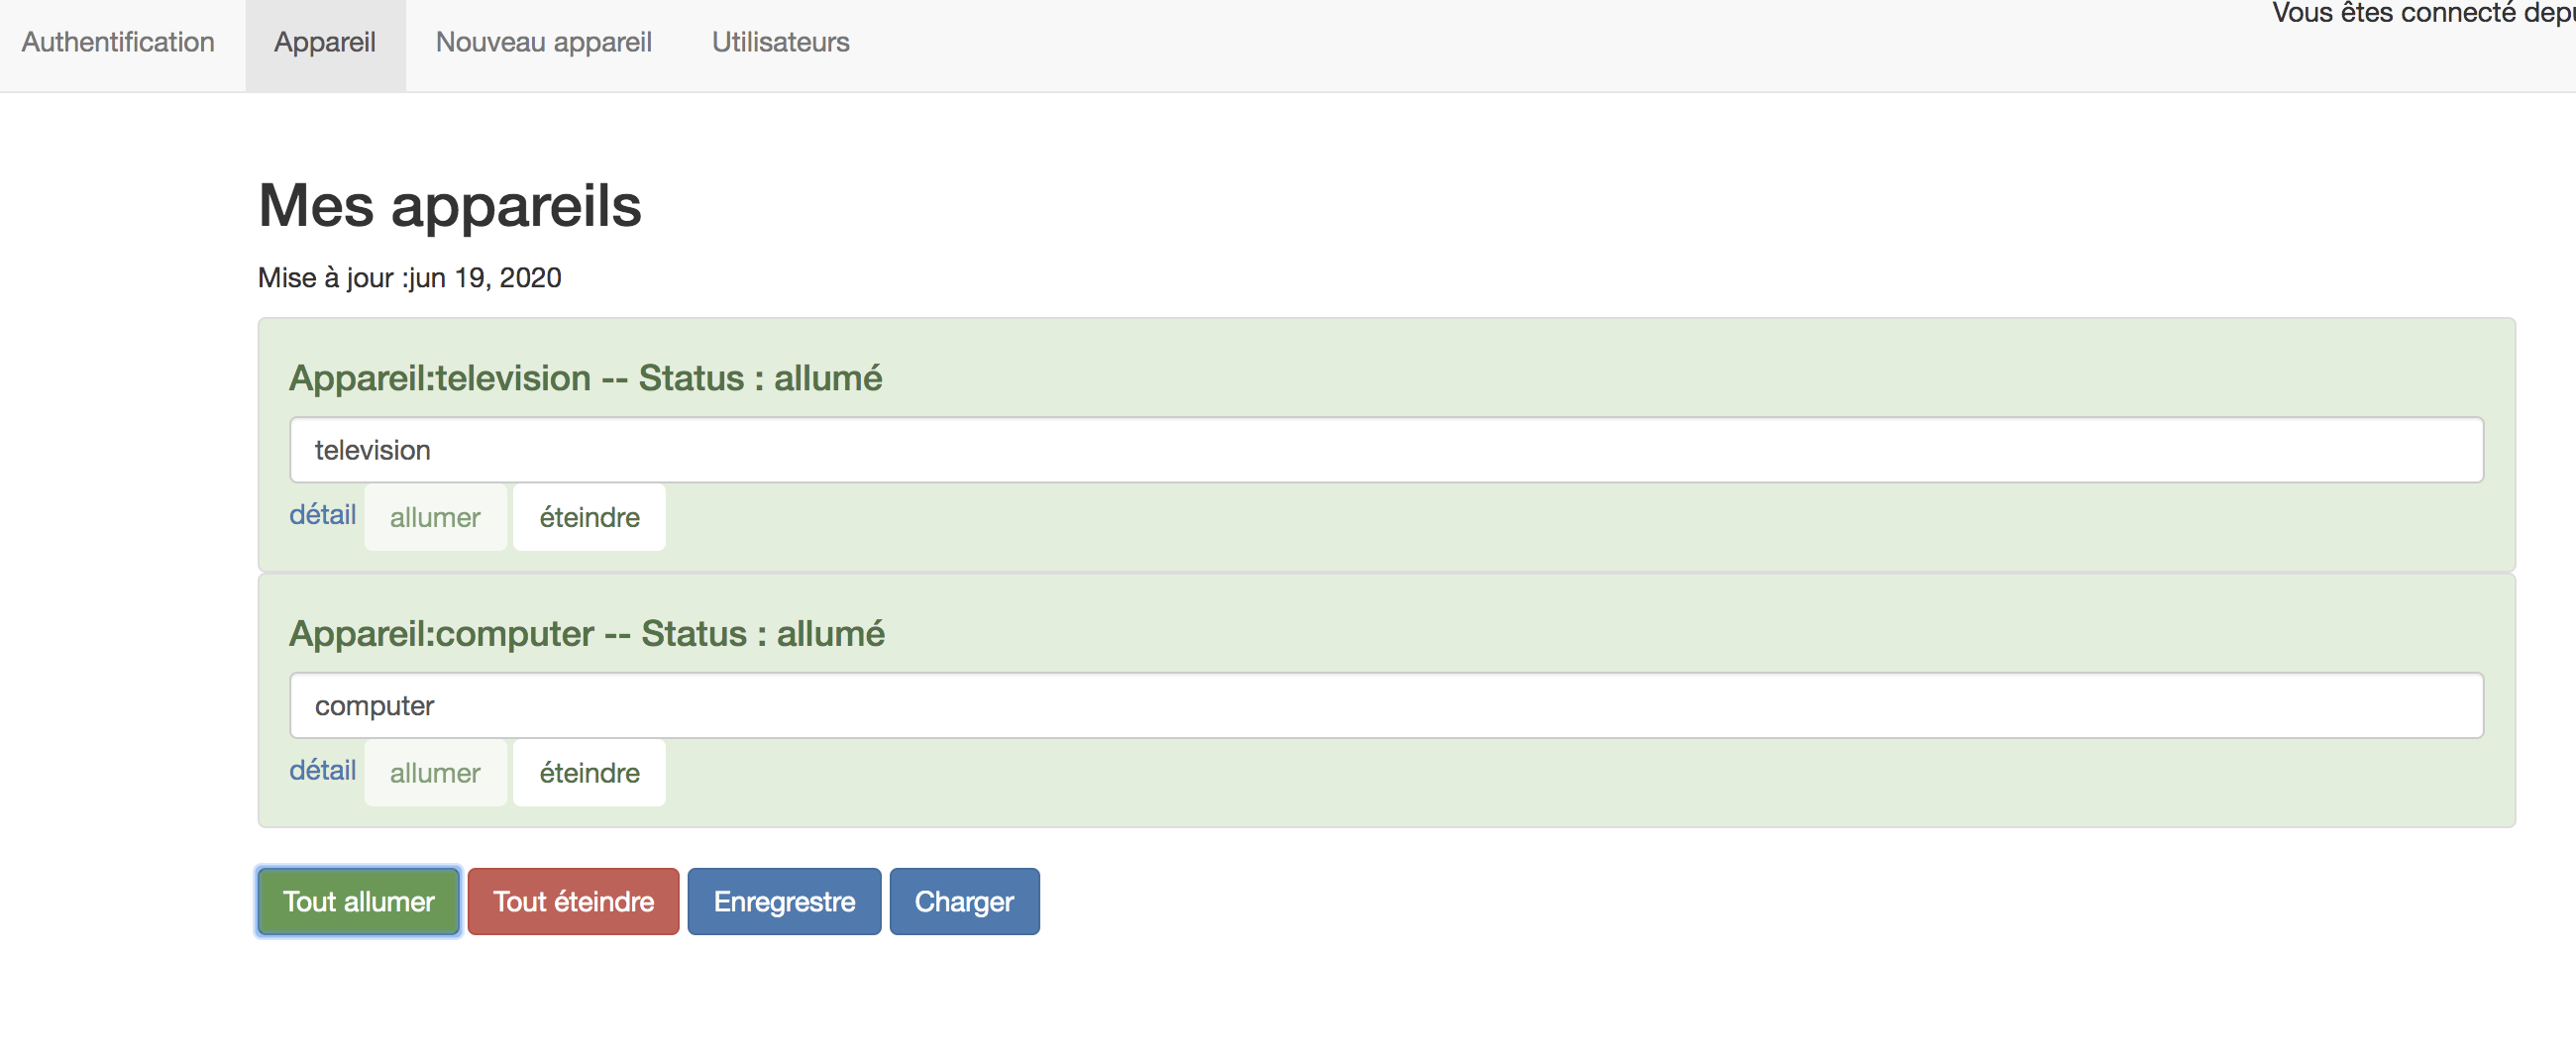 Authentification Appareil Nouveau appareil Utilisateurs Vous êtes connecté
Mes appareils
Mise à jour :jun 19, 2020
Appareil:television -- Status : allumé
television
détail allumer éteindre
Appareil:computer -- Status : allumé
computer
détail allumer éteindre
Tout allumer Tout éteindre Enregrestre Charger